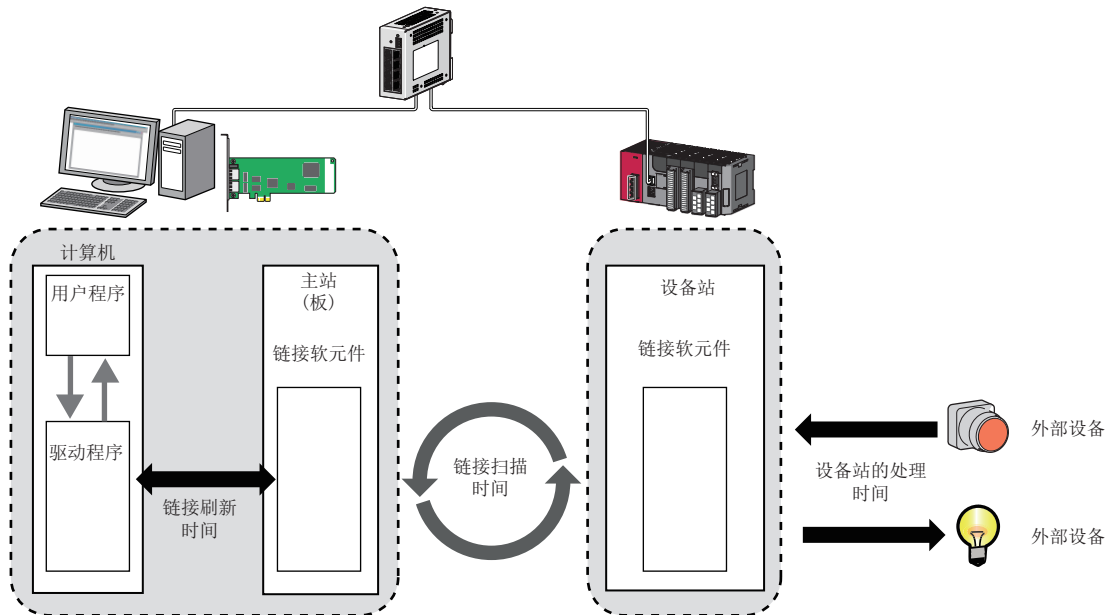 计算机
用户程序
驱动程序
链接刷新
时间
主站
(板)
链接软元件
链接扫描
时间
设备站
链接软元件
设备站的处理
时间
外部设备
外部设备